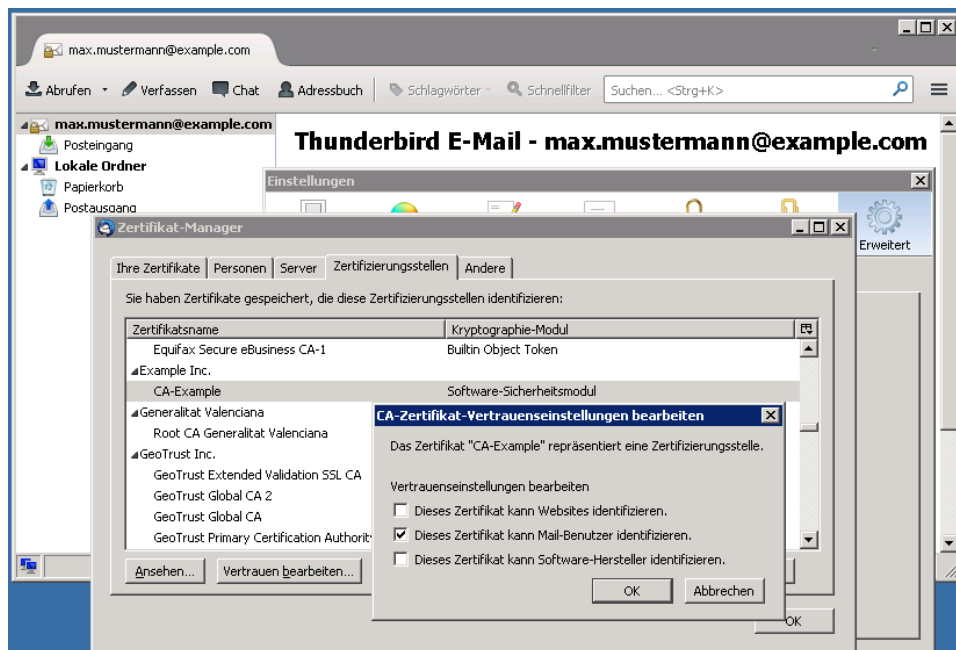 max.mustermann@example.com
Abrufen Verfassen Chat Adressbuch Schlagwörter Schnellfilter Suchen... <Strg+K>
max.mustermann@example.com
Posteingang
Lokale Ordner
Papierkorb
Postausgang
Thunderbird E-Mail - max.mustermann@example.com
Einstellungen
Erweitert
Zertifikat-Manager
Ihre Zertifikate Personen Server Zertifizierungsstellen Andere
Sie haben Zertifikate gespeichert, die diese Zertifizierungsstellen identifizieren:
Zertifikatsname Kryptographie-Modul
Equifax Secure eBusiness CA-1 Builtin Object Token
Example Inc.
CA-Example Software-Sicherheitsmodul
Generalitat Valenciana
Root CA Generalitat Valenciana
GeoTrust Inc.
GeoTrust Extended Validation SSL CA
GeoTrust Global CA 2
GeoTrust Global CA
GeoTrust Primary Certification Authorit
Ansehen... Vertrauen bearbeiten...
OK
CA-Zertifikat-Vertrauenseinstellungen bearbeiten
Das Zertifikat "CA-Example" repräsentiert eine Zertifizierungsstelle.
Vertrauenseinstellungen bearbeiten
Dieses Zertifikat kann Websites identifizieren.
Dieses Zertifikat kann Mail-Benutzer identifizieren.
Dieses Zertifikat kann Software-Hersteller identifizieren.
OK Abbrechen